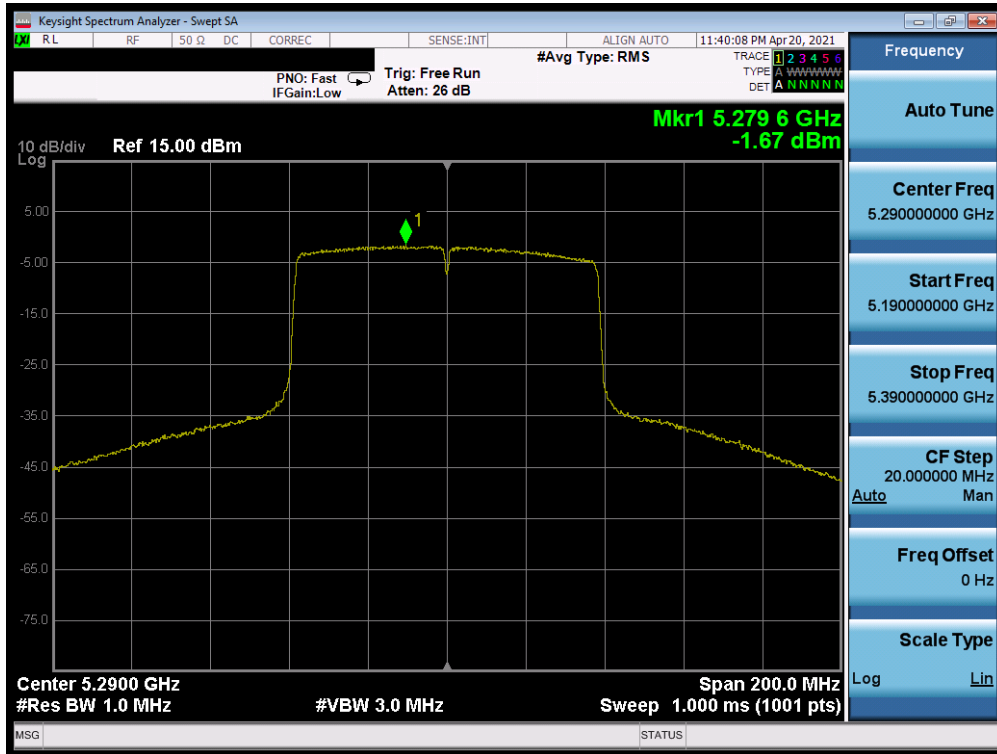 Keysight Spectrum Analyzer - Swept SA
LXI RL RF 50 Ω DC CORREC SENSE:INT ALIGN AUTO 11:40:08 PM Apr 20, 2021
#Avg Type: RMS
TRACE 1 2 3 4 5 6
PNO: Fast Trig: Free Run
TYPE A WWWWW
IFGain:Low Atten: 26 dB
DET A N N N N N
Mkr1 5.279 6 GHz
-1.67 dBm
10 dB/div Ref 15.00 dBm
Log
5.00
1
-5.00
-15.0
-25.0
-35.0
-45.0
-55.0
-65.0
-75.0
Center 5.2900 GHz Span 200.0 MHz
#Res BW 1.0 MHz #VBW 3.0 MHz Sweep 1.000 ms (1001 pts)
MSG STATUS
Frequency
Auto Tune
Center Freq
5.290000000 GHz
Start Freq
5.190000000 GHz
Stop Freq
5.390000000 GHz
CF Step
20.000000 MHz
Auto Man
Freq Offset
0 Hz
Scale Type
Log Lin